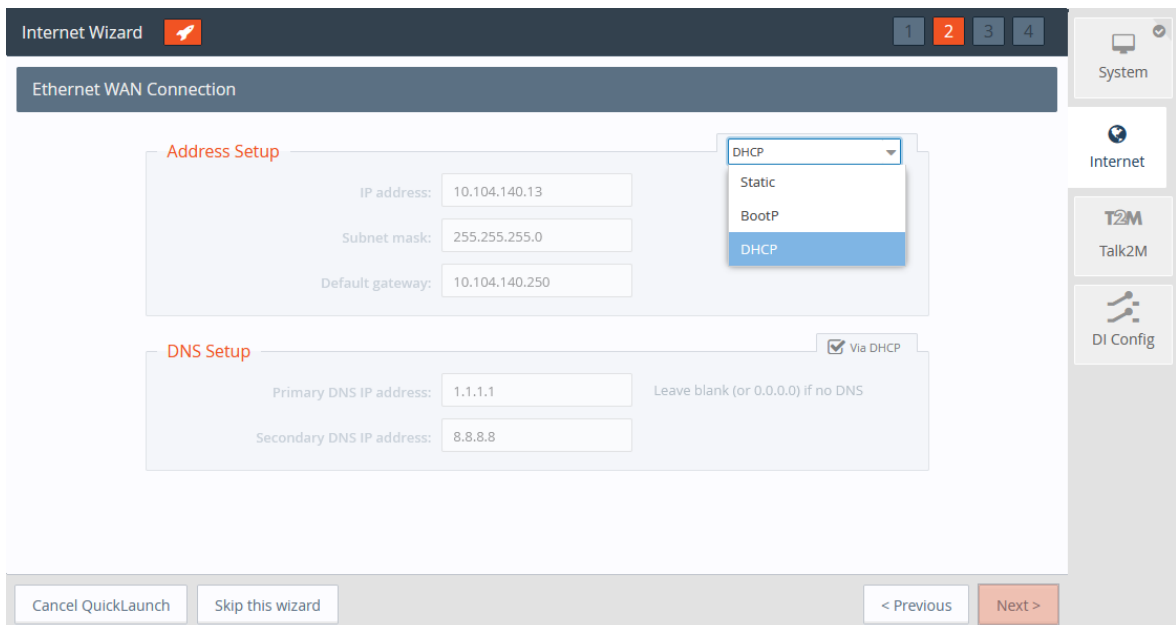 Internet Wizard
1 2 3 4
System
Ethernet WAN Connection
Internet
Address Setup
DHCP
Static
BootP
DHCP
IP address: 10.104.140.13
Subnet mask: 255.255.255.0
Default gateway: 10.104.140.250
T2M
Talk2M
DI Config
DNS Setup
Via DHCP
Primary DNS IP address: 1.1.1.1 Leave blank (or 0.0.0.0) if no DNS
Secondary DNS IP address: 8.8.8.8
Cancel QuickLaunch Skip this wizard < Previous Next >